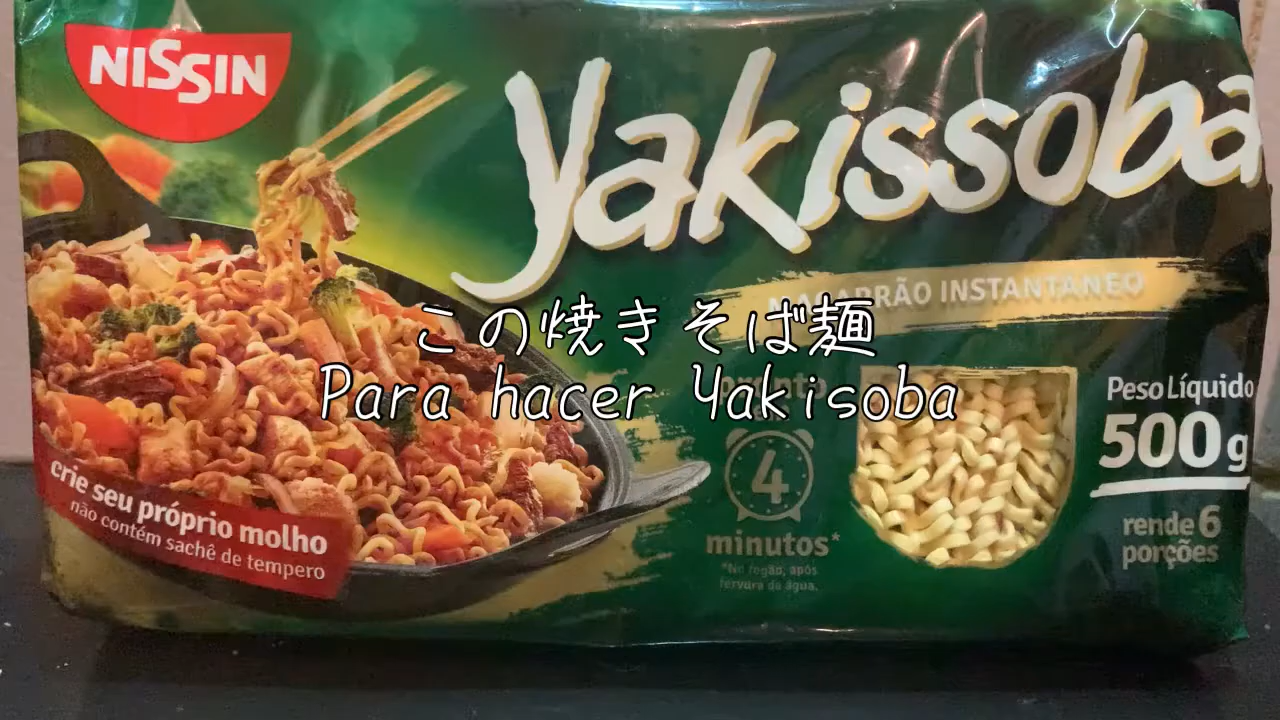 NISSIN
Yakissoba
MACARRÃO INSTANTÂNEO
この焼きそば麺
Para hacer Yakisoba
4
minutos*
*No fogão, após
fervura da água.
Peso Líquido
500g
rende 6
porções
crie seu próprio molho
não contém sachê de tempero